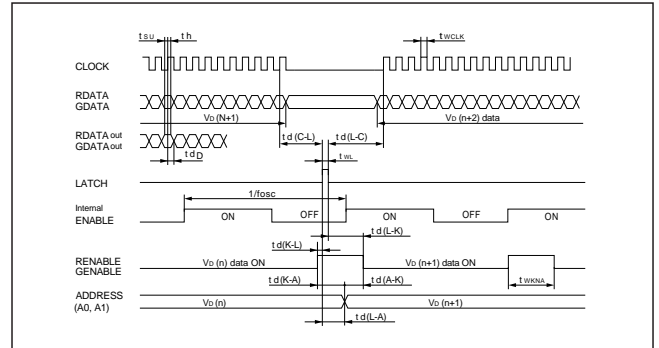 tSU th tWCLK
CLOCK
RDATA
GDATA
VD (N+1) VD (n+2) data
RDATA out
GDATA out
td(C-L) td(L-C)
tdD
tWL
LATCH
1/fosc
Internal
ENABLE
ON OFF ON OFF ON
td(L-K)
td(K-L)
RENABLE
GENABLE
VD (n) data ON VD (n+1) data ON
tWKNA
td(K-A) td(A-K)
ADDRESS
(A0, A1)
VD (n) VD (n+1)
td(L-A)